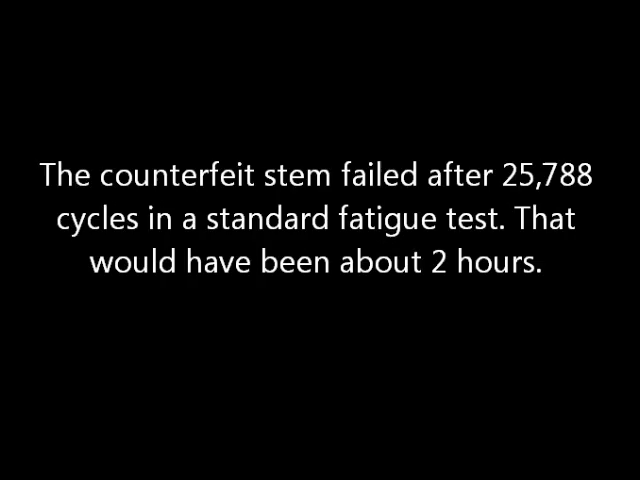 The counterfeit stem failed after 25,788
cycles in a standard fatigue test. That
would have been about 2 hours.